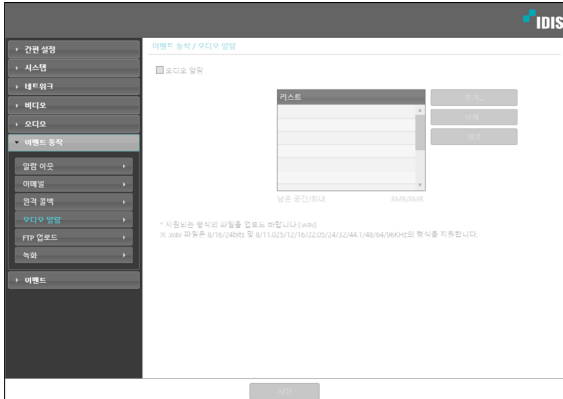 IDIS
간편 설정
시스템
네트워크
비디오
오디오
이벤트 동작
알람 아웃
이메일
원격 콜백
오디오 알람
FTP 업로드
녹화
이벤트
이벤트 동작 / 오디오 알람
오디오 알람
리스트
추가...
삭제...
재생
남은 공간/최대
8MB/8MB
* 지원되는 형식의 파일을 업로드 해합니다 (.wav)
※ .wav 파일은 8/16/24bits 및 8/11.025/12/16/22.05/24/32/44.1/48/64/96KHz의 형식을 지원합니다.
저장